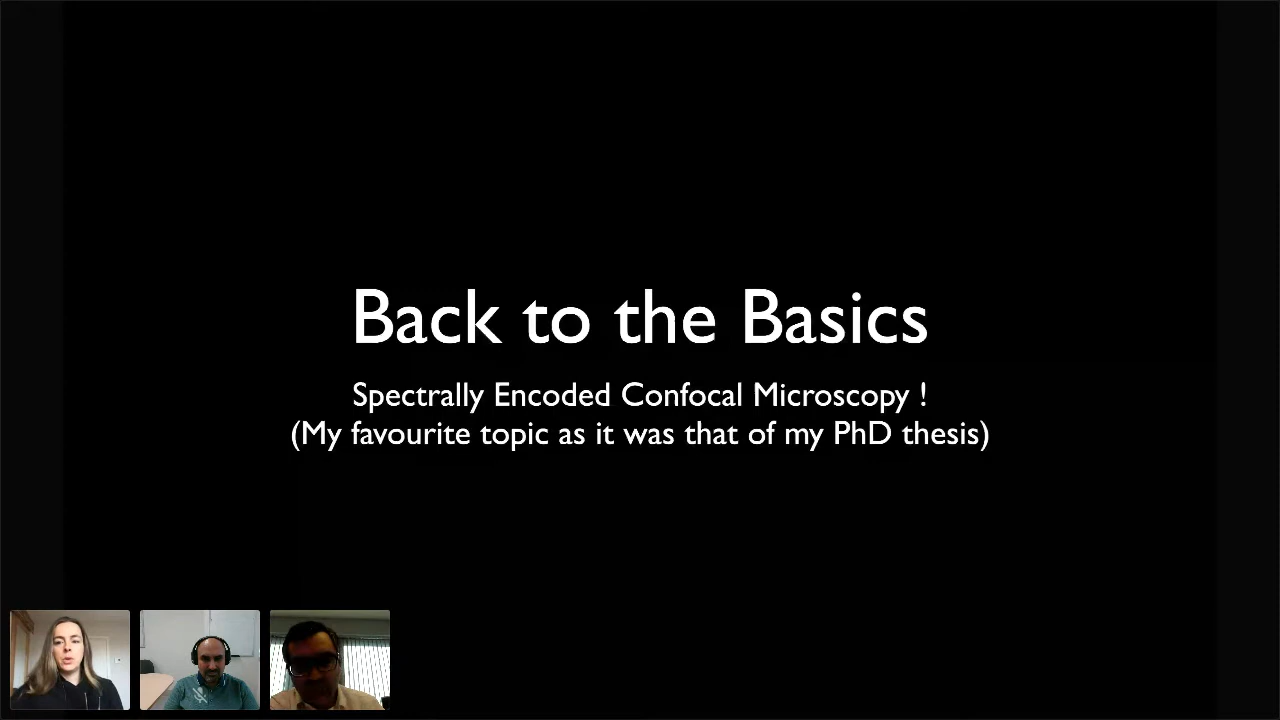 Back to the Basics
Spectrally Encoded Confocal Microscopy !
(My favourite topic as it was that of my PhD thesis)